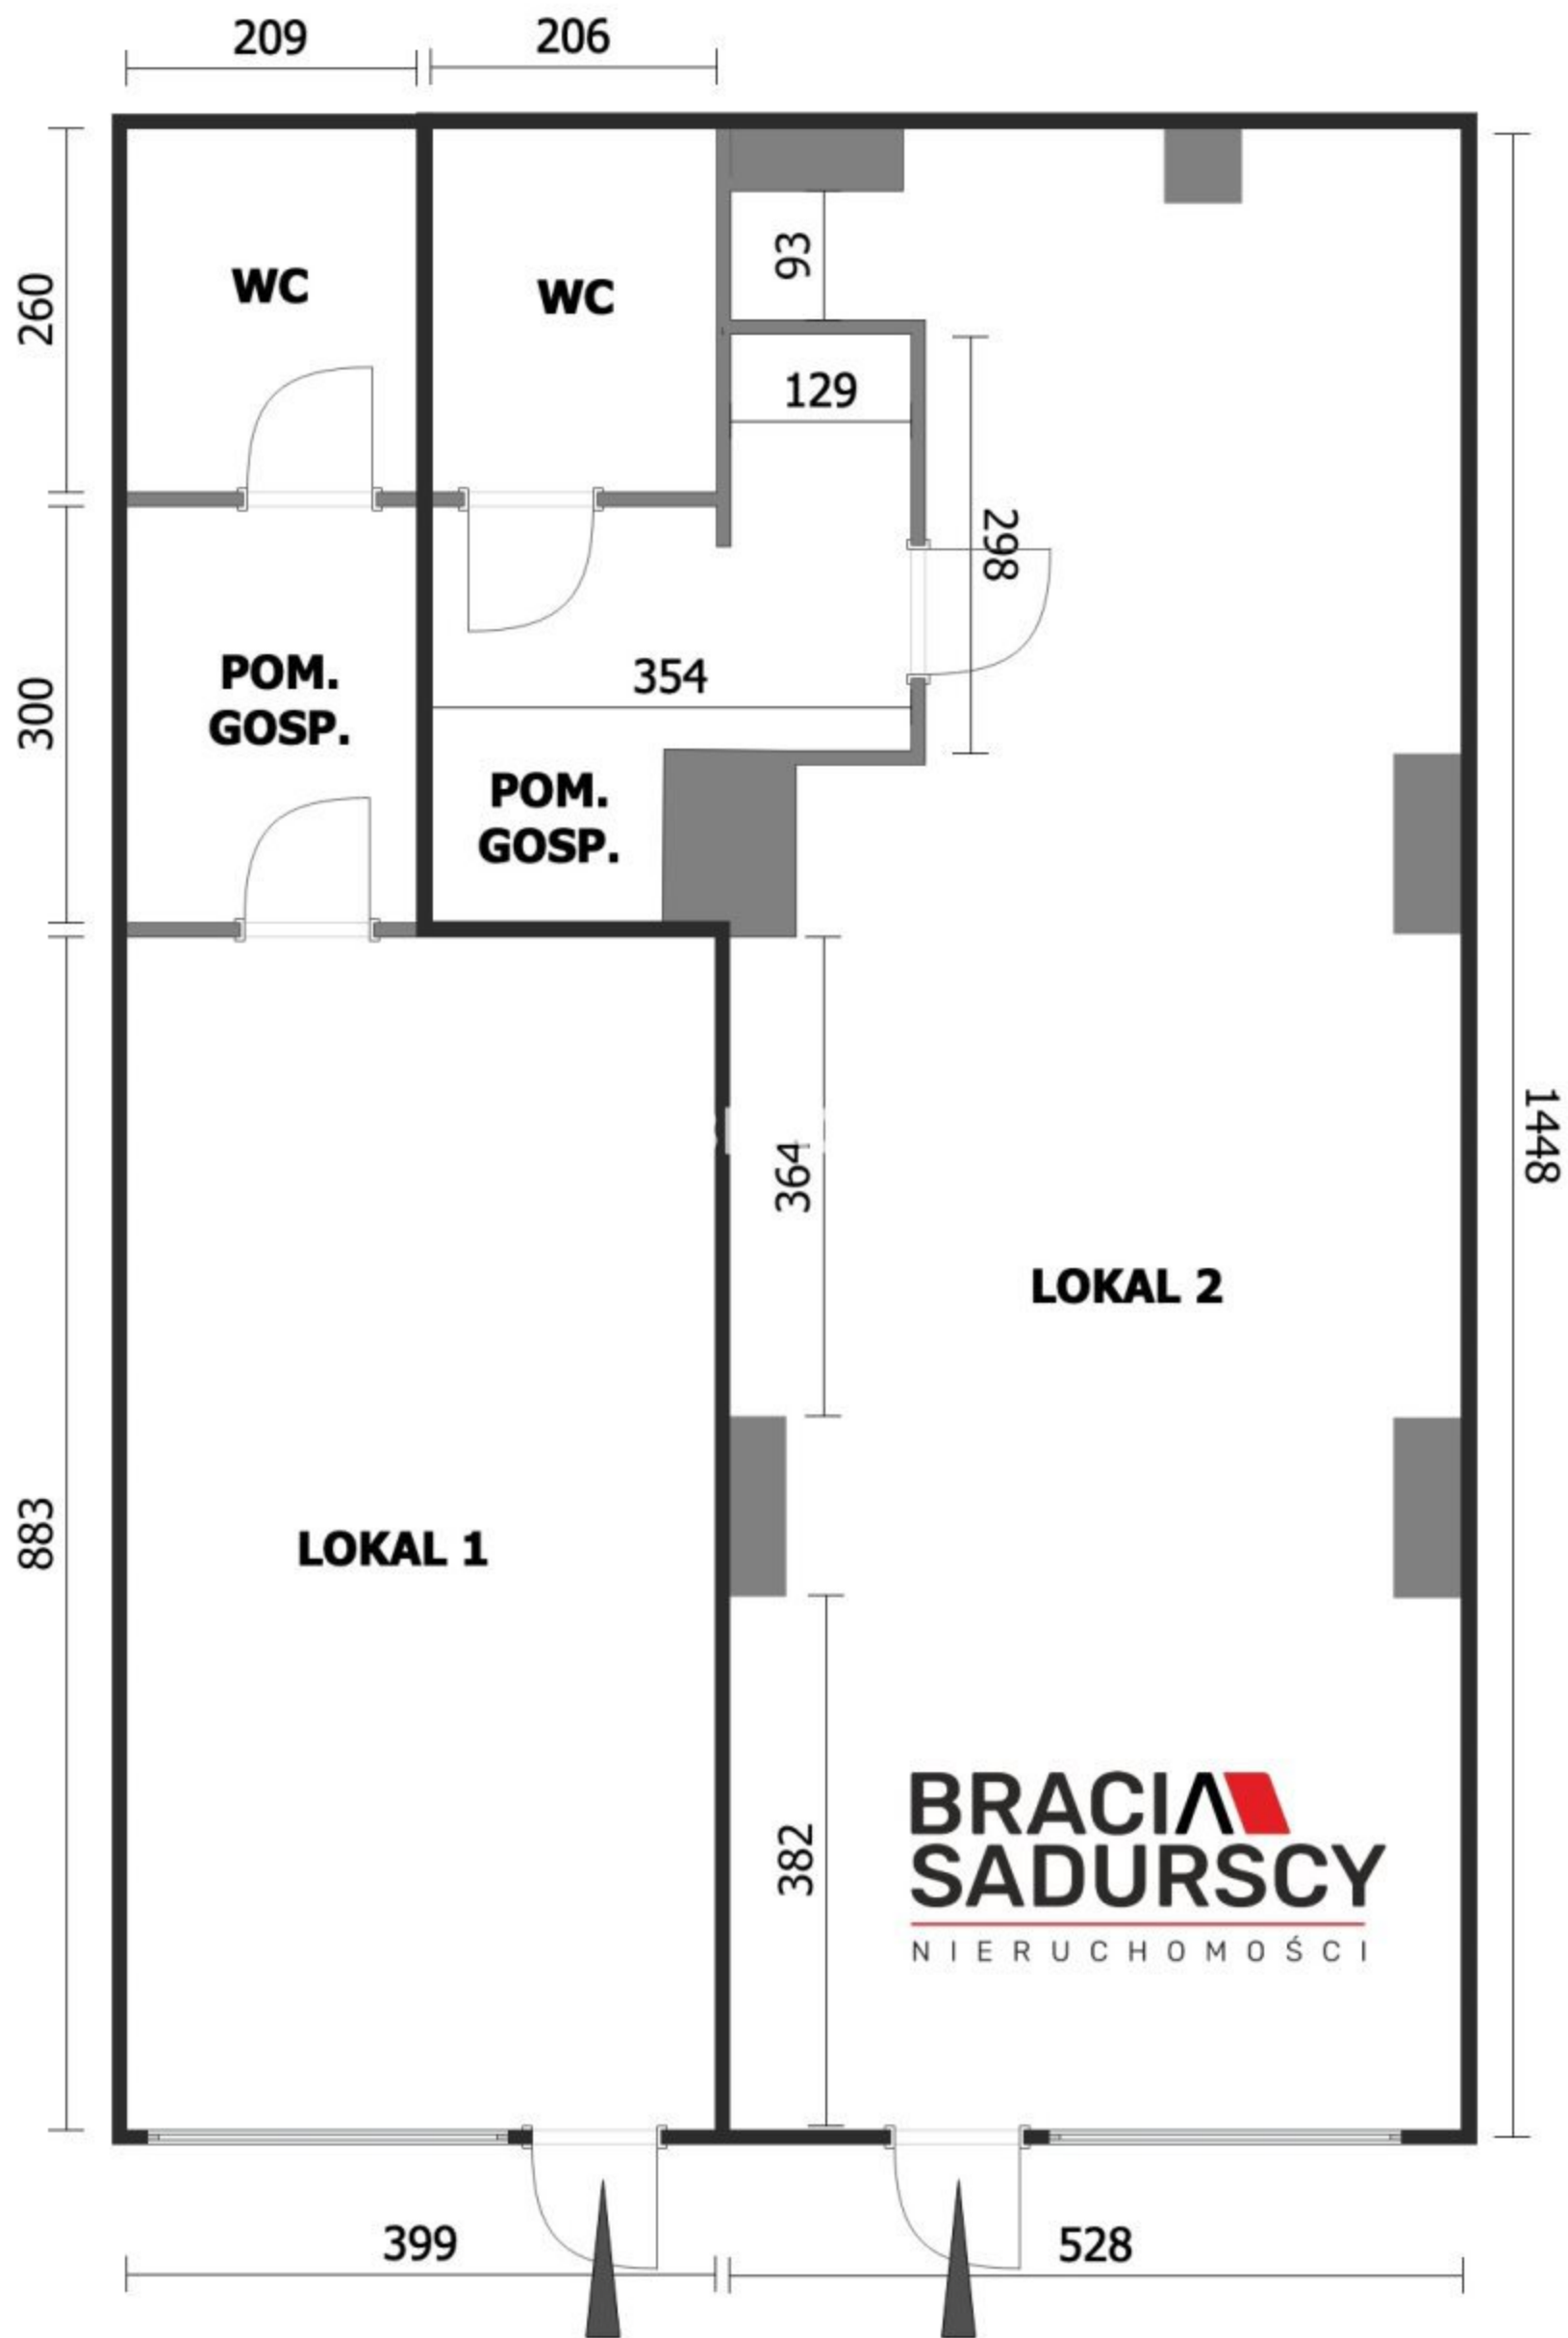 209
206
WC
WC
93
260
129
298
POM.
GOSP.
354
300
POM.
GOSP.
364
1448
LOKAL 2
883
LOKAL 1
BRACIA
SADURSCY
NIERUCHOMOŚCI
382
399
528